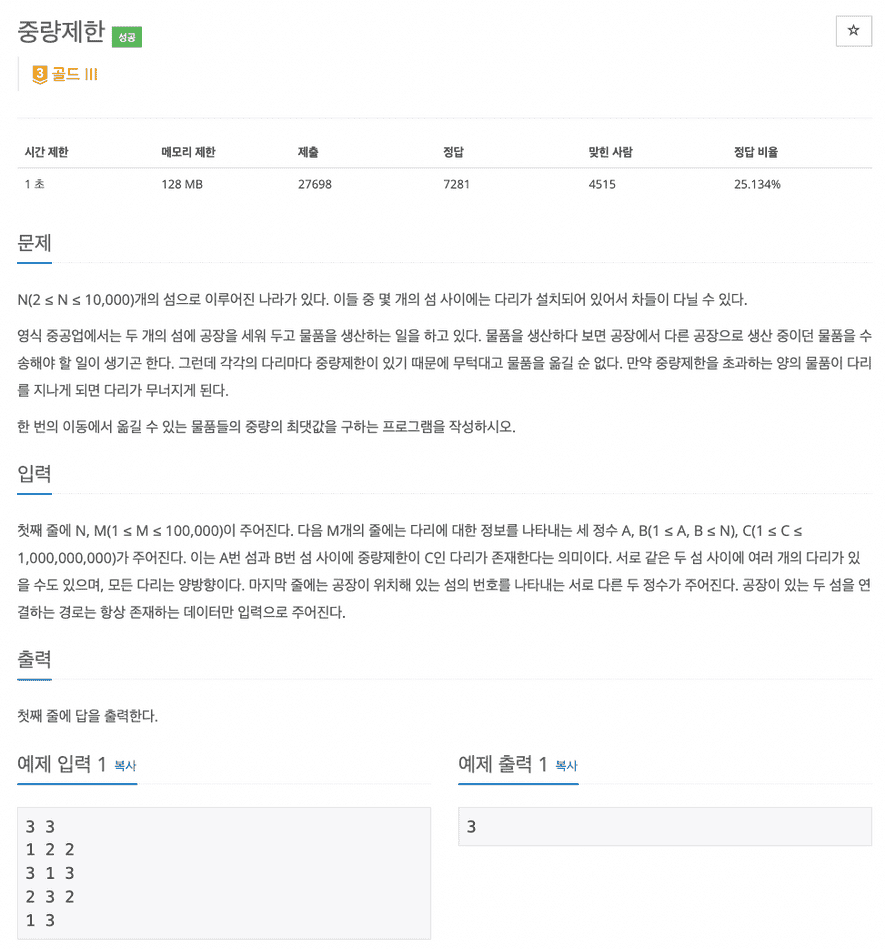 중량제한 성공
☆
3 골드 III
시간 제한 메모리 제한 제출 정답 맞힌 사람 정답 비율
1 초 128 MB 27698 7281 4515 25.134%
문제
N(2 ≤ N ≤ 10,000)개의 섬으로 이루어진 나라가 있다. 이들 중 몇 개의 섬 사이에는 다리가 설치되어 있어서 차들이 다닐 수 있다.
영식 중공업에서는 두 개의 섬에 공장을 세워 두고 물품을 생산하는 일을 하고 있다. 물품을 생산하다 보면 공장에서 다른 공장으로 생산 중이던 물품을 수
송해야 할 일이 생기곤 한다. 그런데 각각의 다리마다 중량제한이 있기 때문에 무턱대고 물품을 옮길 순 없다. 만약 중량제한을 초과하는 양의 물품이 다리
를 지나게 되면 다리가 무너지게 된다.
한 번의 이동에서 옮길 수 있는 물품들의 중량의 최댓값을 구하는 프로그램을 작성하시오.
입력
첫째 줄에 N, M(1 ≤ M ≤ 100,000)이 주어진다. 다음 M개의 줄에는 다리에 대한 정보를 나타내는 세 정수 A, B(1 ≤ A, B ≤ N), C(1 ≤ C ≤
1,000,000,000)가 주어진다. 이는 A번 섬과 B번 섬 사이에 중량제한이 C인 다리가 존재한다는 의미이다. 서로 같은 두 섬 사이에 여러 개의 다리가 있
을 수도 있으며, 모든 다리는 양방향이다. 마지막 줄에는 공장이 위치해 있는 섬의 번호를 나타내는 서로 다른 두 정수가 주어진다. 공장이 있는 두 섬을 연
결하는 경로는 항상 존재하는 데이터만 입력으로 주어진다.
출력
첫째 줄에 답을 출력한다.
예제 입력 1 복사
3 3
1 2 2
3 1 3
2 3 2
1 3
예제 출력 1 복사
3